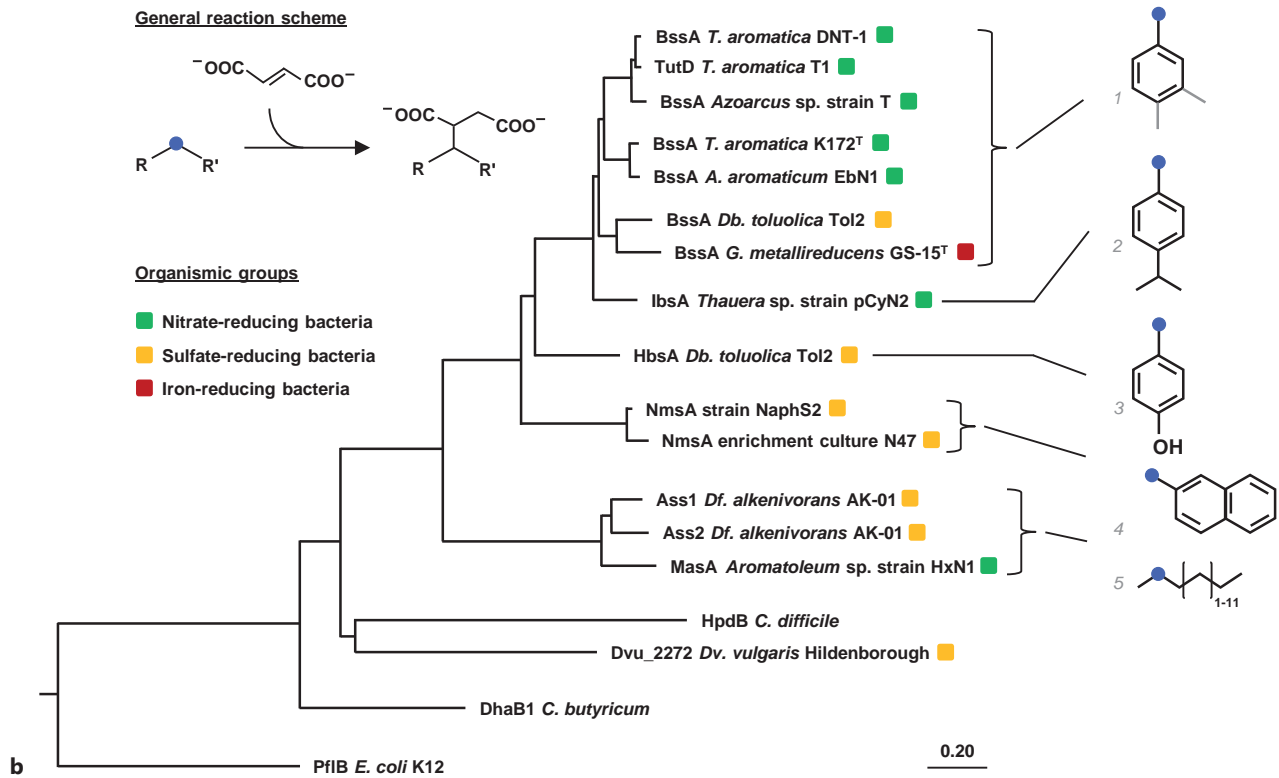 General reaction scheme
⁻OOC
COO⁻
R R'
⁻OOC
COO⁻
R R'
Organismic groups
Nitrate-reducing bacteria
Sulfate-reducing bacteria
Iron-reducing bacteria
BssA T. aromatica DNT-1
TutD T. aromatica T1
BssA Azoarcus sp. strain T
BssA T. aromatica K172ᵀ
BssA A. aromaticum EbN1
BssA Db. toluolica Tol2
BssA G. metallireducens GS-15ᵀ
IbsA Thauera sp. strain pCyN2
HbsA Db. toluolica Tol2
NmsA strain NaphS2
NmsA enrichment culture N47
Ass1 Df. alkenivorans AK-01
Ass2 Df. alkenivorans AK-01
MasA Aromatoleum sp. strain HxN1
HpdB C. difficile
Dvu_2272 Dv. vulgaris Hildenborough
DhaB1 C. butyricum
PflB E. coli K12
1
2
3
OH
4
5
1-11
0.20
b